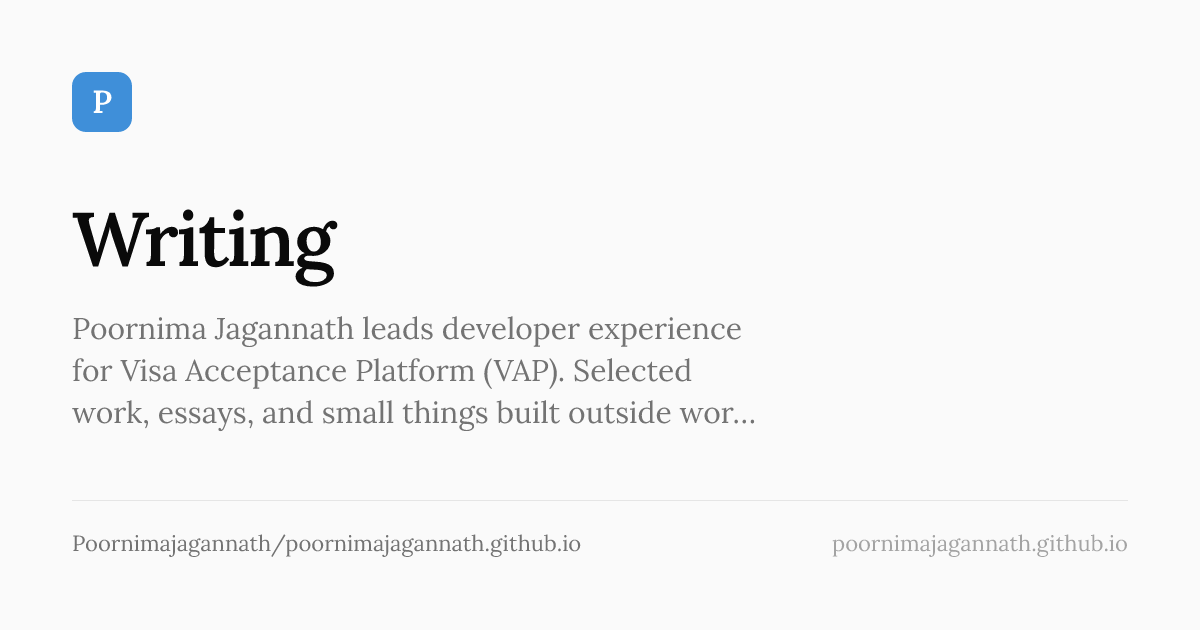 P
Writing
Poornima Jagannath leads developer experience
for Visa Acceptance Platform (VAP). Selected
work, essays, and small things built outside wor…
Poornimajagannath/poornimajagannath.github.io
poornimajagannath.github.io